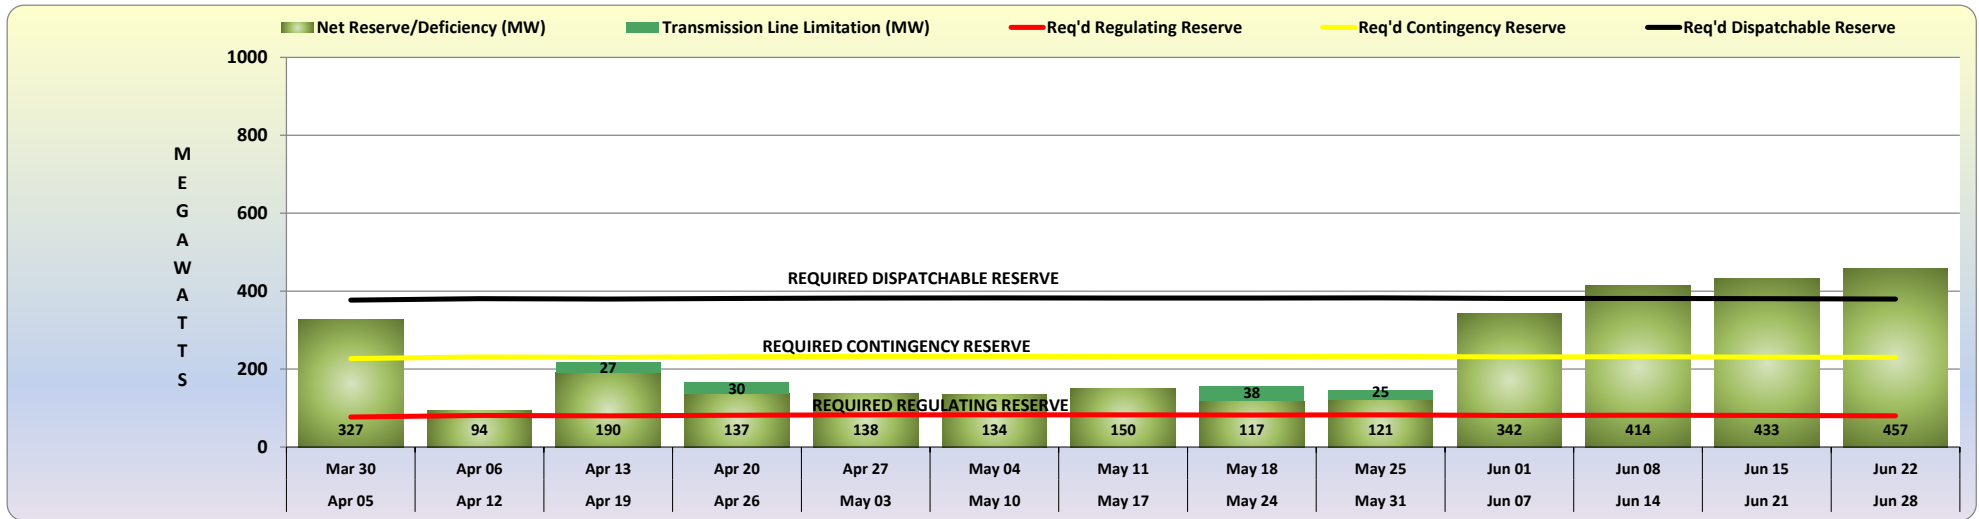 Net Reserve/Deficiency (MW) Transmission Line Limitation (MW) Req'd Regulating Reserve Req'd Contingency Reserve Req'd Dispatchable Reserve
1000
800
600
400
200
0
MEGAWATTS
REQUIRED DISPATCHABLE RESERVE
REQUIRED CONTINGENCY RESERVE
27 30 38 25
REQUIRED REGULATING RESERVE
327 94 190 137 138 134 150 117 121 342 414 433 457
Mar 30 Apr 06 Apr 13 Apr 20 Apr 27 May 04 May 11 May 18 May 25 Jun 01 Jun 08 Jun 15 Jun 22
Apr 05 Apr 12 Apr 19 Apr 26 May 03 May 10 May 17 May 24 May 31 Jun 07 Jun 14 Jun 21 Jun 28